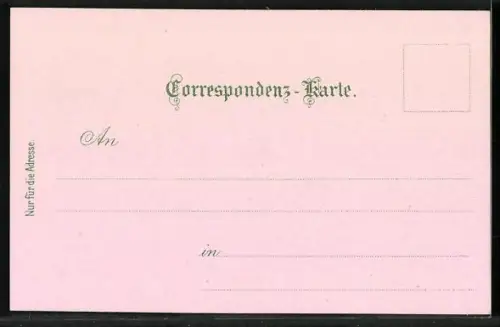 Correspondenz-Karte.
An
in
Nur für die Adresse.